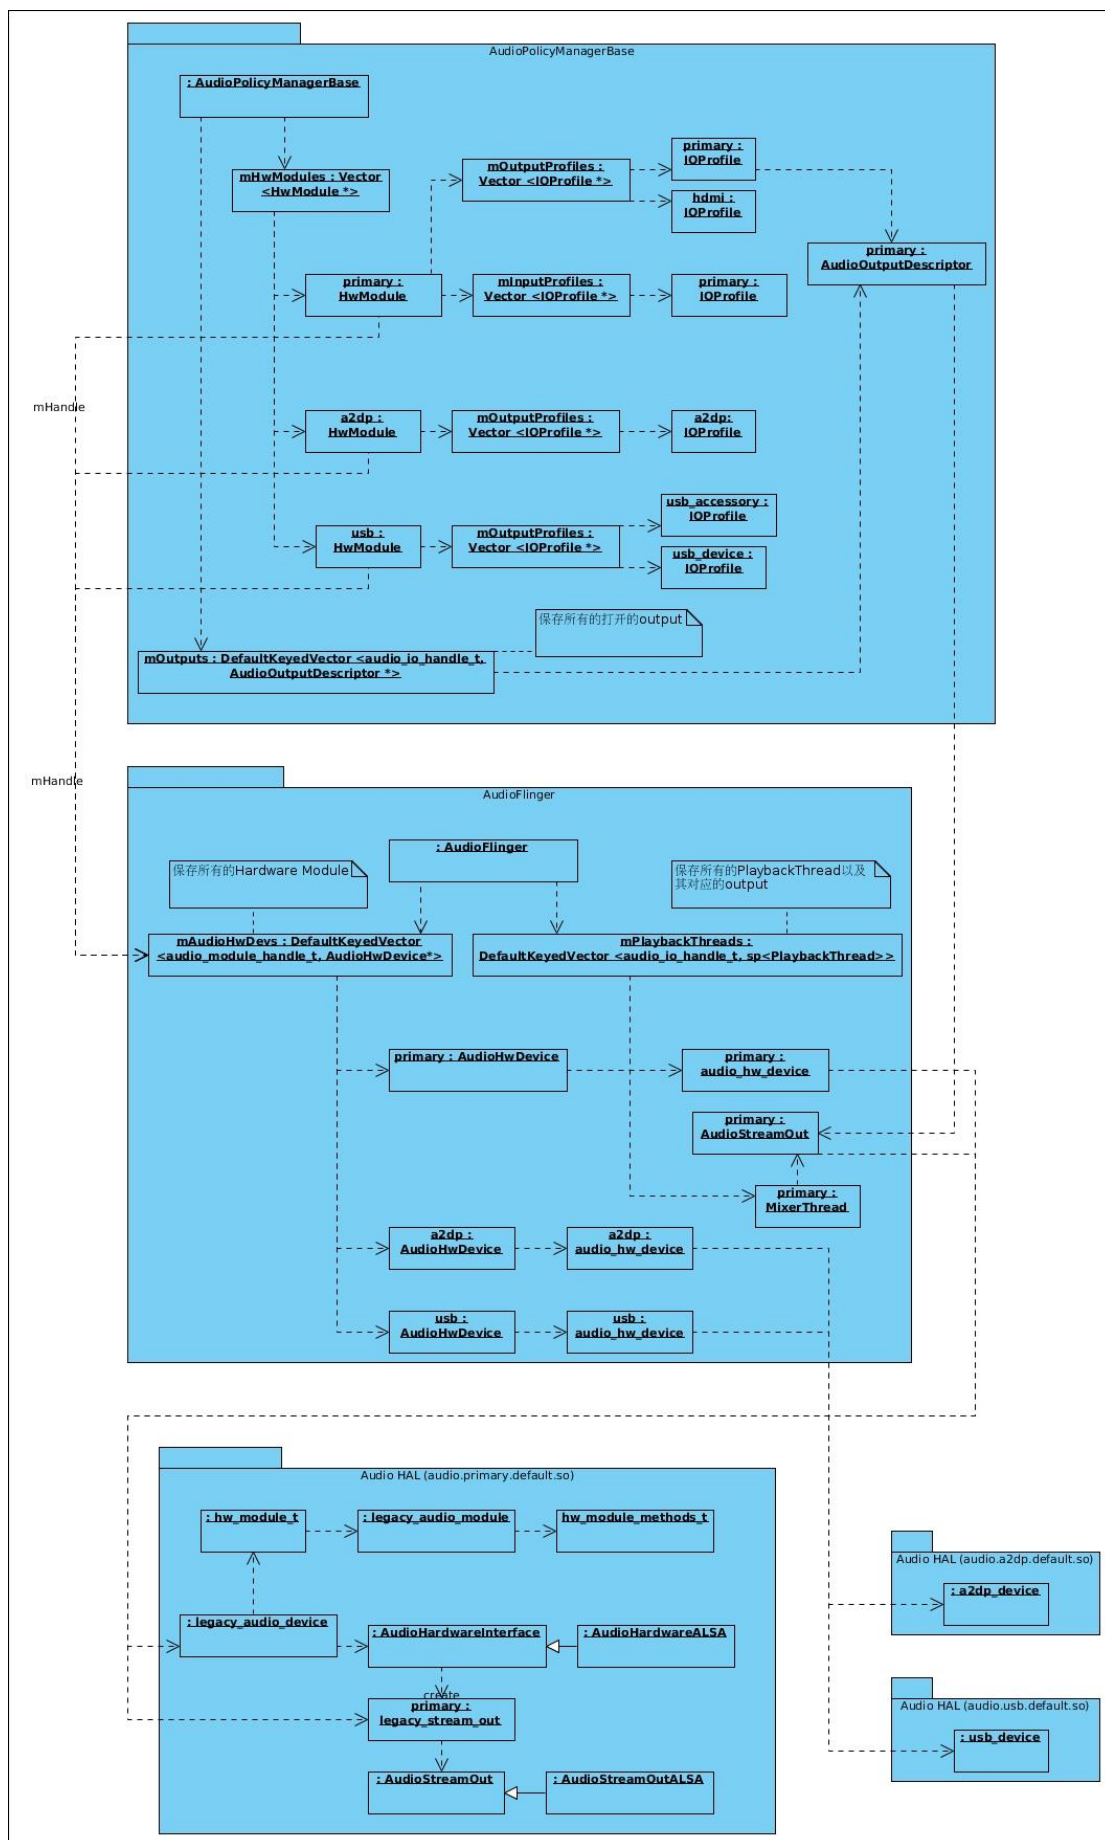 AudioPolicyManagerBase
: AudioPolicyManagerBase
mHwModules : Vector
<HwModule *>
mOutputProfiles :
Vector <IOProfile *>
primary :
IOProfile
hdmi :
IOProfile
primary :
AudioOutputDescriptor
primary :
HwModule
mInputProfiles :
Vector <IOProfile *>
primary :
IOProfile
mHandle
a2dp :
HwModule
mOutputProfiles :
Vector <IOProfile *>
a2dp:
IOProfile
usb :
HwModule
mOutputProfiles :
Vector <IOProfile *>
usb_accessory :
IOProfile
usb_device :
IOProfile
保存所有的打开的output
mOutputs : DefaultKeyedVector <audio_io_handle_t,
AudioOutputDescriptor *>
mHandle
AudioFlinger
: AudioFlinger
保存所有的Hardware Module
保存所有的PlaybackThread以及
其对应的output
mAudioHwDevs : DefaultKeyedVector
<audio_module_handle_t, AudioHwDevice*>
mPlaybackThreads :
DefaultKeyedVector <audio_io_handle_t, sp<PlaybackThread>>
primary : AudioHwDevice
primary :
audio_hw_device
primary :
AudioStreamOut
primary :
MixerThread
a2dp :
AudioHwDevice
a2dp :
audio_hw_device
usb :
AudioHwDevice
usb :
audio_hw_device
Audio HAL (audio.primary.default.so)
: hw_module_t
: legacy_audio_module
hw_module_methods_t
: legacy_audio_device
: AudioHardwareInterface
: AudioHardwareALSA
create
primary :
legacy_stream_out
: AudioStreamOut
: AudioStreamOutALSA
Audio HAL (audio.a2dp.default.so)
: a2dp_device
Audio HAL (audio.usb.default.so)
: usb_device